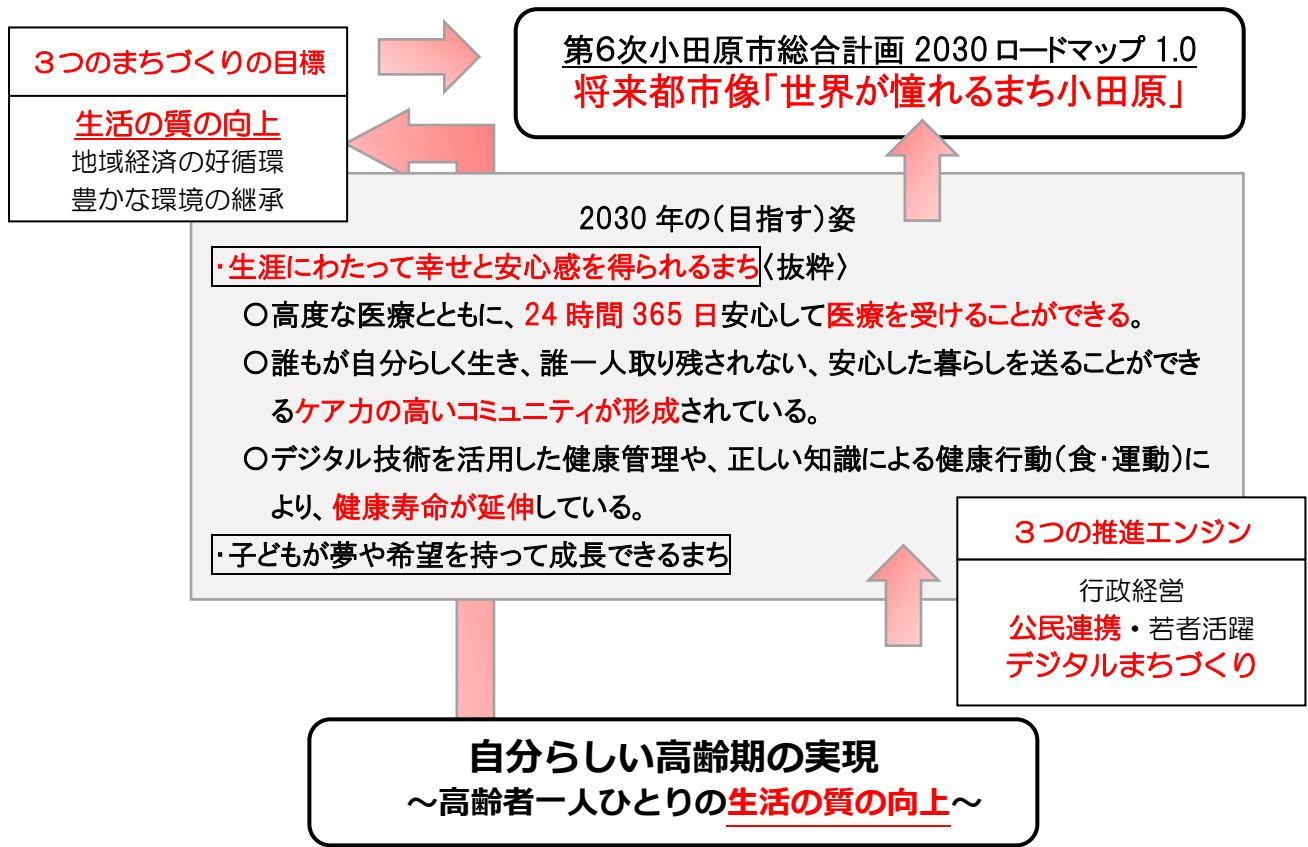 ３つのまちづくりの目標
生活の質の向上
地域経済の好循環
豊かな環境の継承
第６次小田原市総合計画 2030 ロードマップ 1.0
将来都市像「世界が憧れるまち小田原」
2030 年の（目指す）姿
・生涯にわたって幸せと安心感を得られるまち〈抜粋〉
〇高度な医療とともに、24 時間 365 日安心して医療を受けることができる。
〇誰もが自分らしく生き、誰一人取り残されない、安心した暮らしを送ることができ
るケア力の高いコミュニティが形成されている。
〇デジタル技術を活用した健康管理や、正しい知識による健康行動（食・運動）に
より、健康寿命が延伸している。
・子どもが夢や希望を持って成長できるまち
３つの推進エンジン
行政経営
公民連携・若者活躍
デジタルまちづくり
自分らしい高齢期の実現
～高齢者一人ひとりの生活の質の向上～